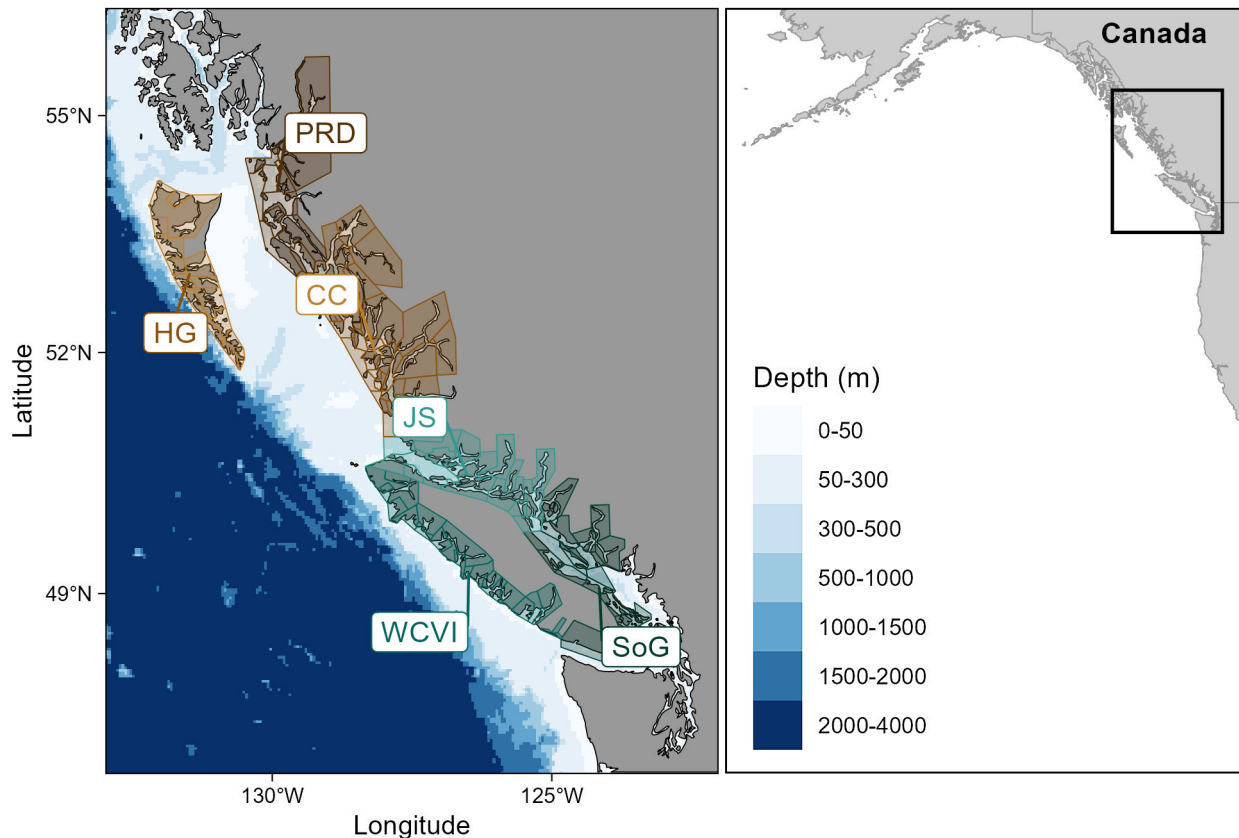 Canada
55°N
PRD
CC
HG
52°N
JS
Latitude
49°N
WCVI
SoG
130°W
125°W
Longitude
Depth (m)
0-50
50-300
300-500
500-1000
1000-1500
1500-2000
2000-4000